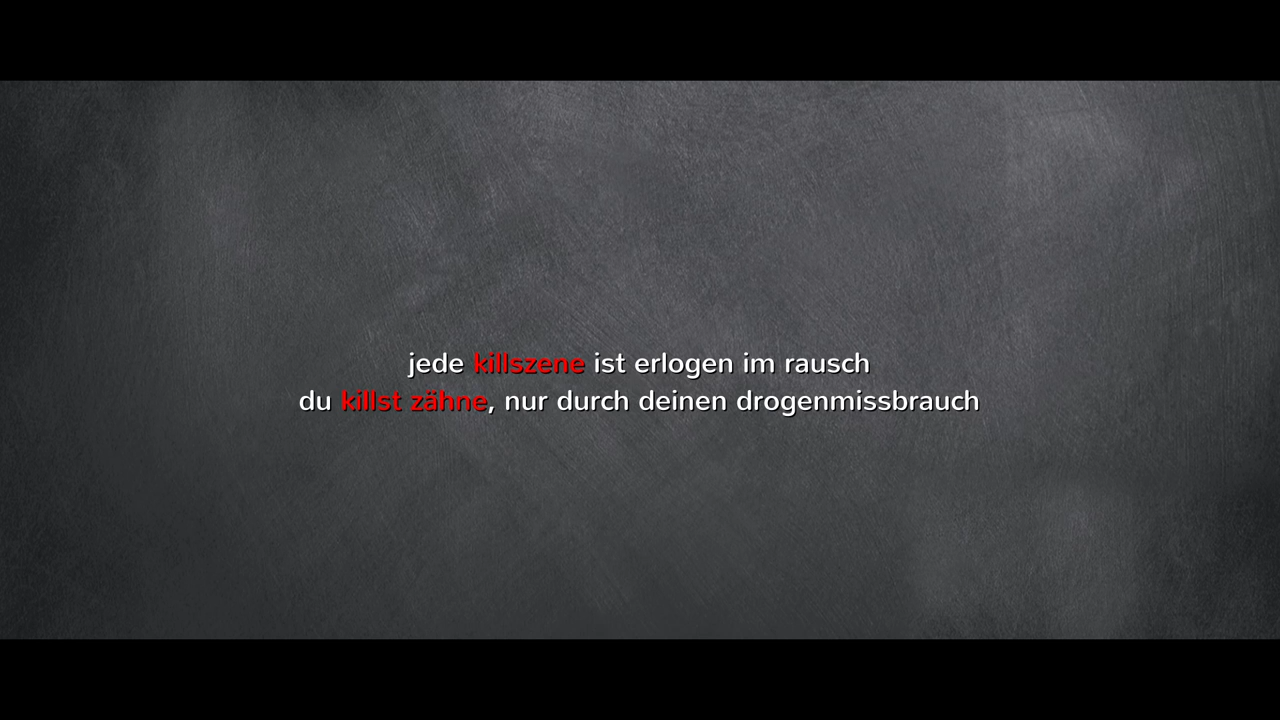 jede killszene ist erlogen im rausch
du killst zähne, nur durch deinen drogenmissbrauch